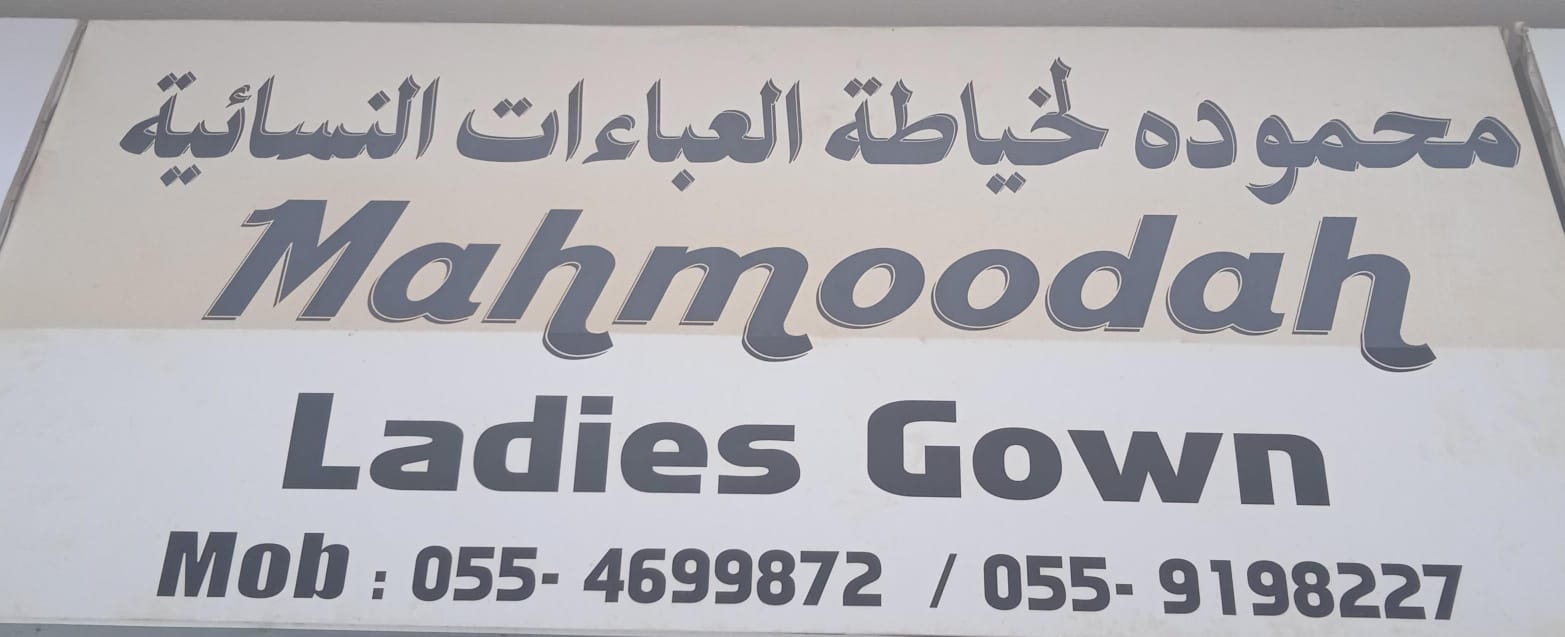 محموده لخياطة العباءات النسائية
Mahmoodah
Ladies Gown
Mob : 055- 4699872 / 055- 9198227